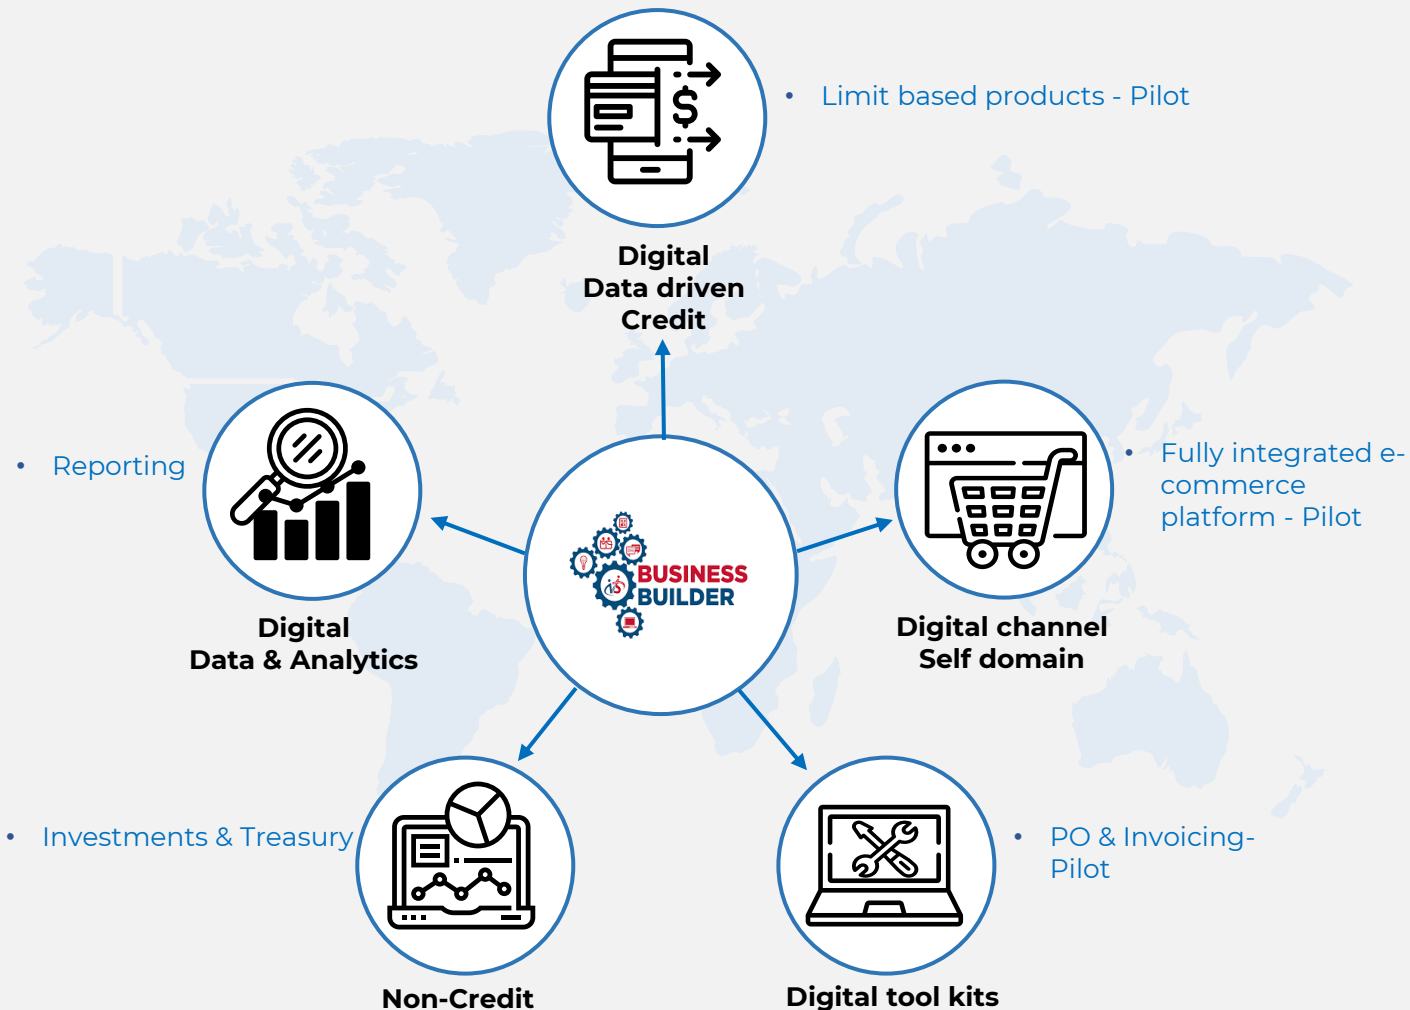 • Limit based products - Pilot
Digital
Data driven
Credit
• Reporting
Digital
Data & Analytics
BUSINESS
BUILDER
• Fully integrated e-
commerce
platform - Pilot
Digital channel
Self domain
• Investments & Treasury
Non-Credit
• PO & Invoicing-
Pilot
Digital tool kits